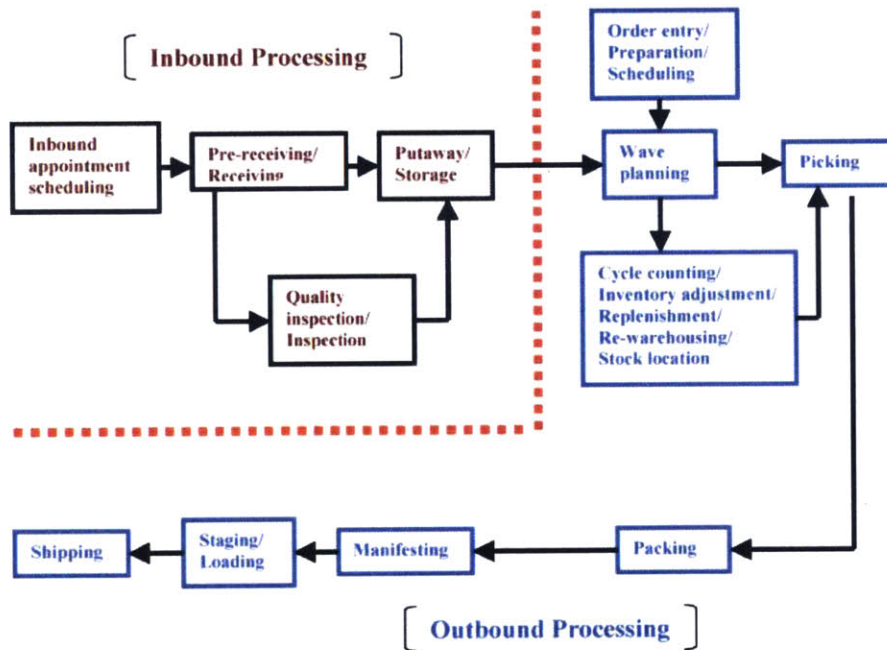 Inbound Processing
Order entry/
Preparation/
Scheduling
Inbound
appointment
scheduling
Pre-receiving/
Receiving
Putaway/
Storage
Wave
planning
Picking
Quality
inspection/
Inspection
Cycle counting/
Inventory adjustment/
Replenishment/
Re-warehousing/
Stock location
Shipping
Staging/
Loading
Manifesting
Packing
Outbound Processing